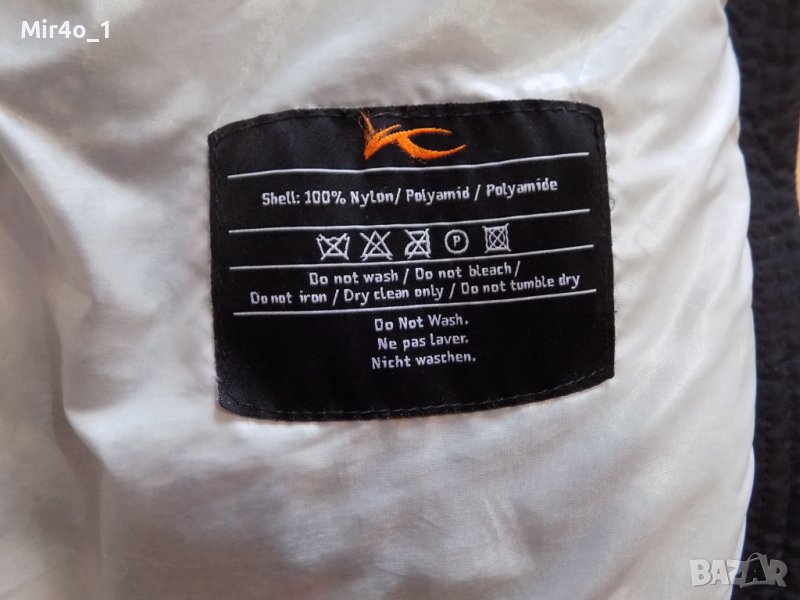 Mir4o_1
Shell: 100% Nylon/ Polyamid / Polyamide
P
Do not wash / Do not bleach /
Do not iron / Dry clean only / Do not tumble dry
Do Not Wash.
Ne pas laver.
Nicht waschen.
BAZAR